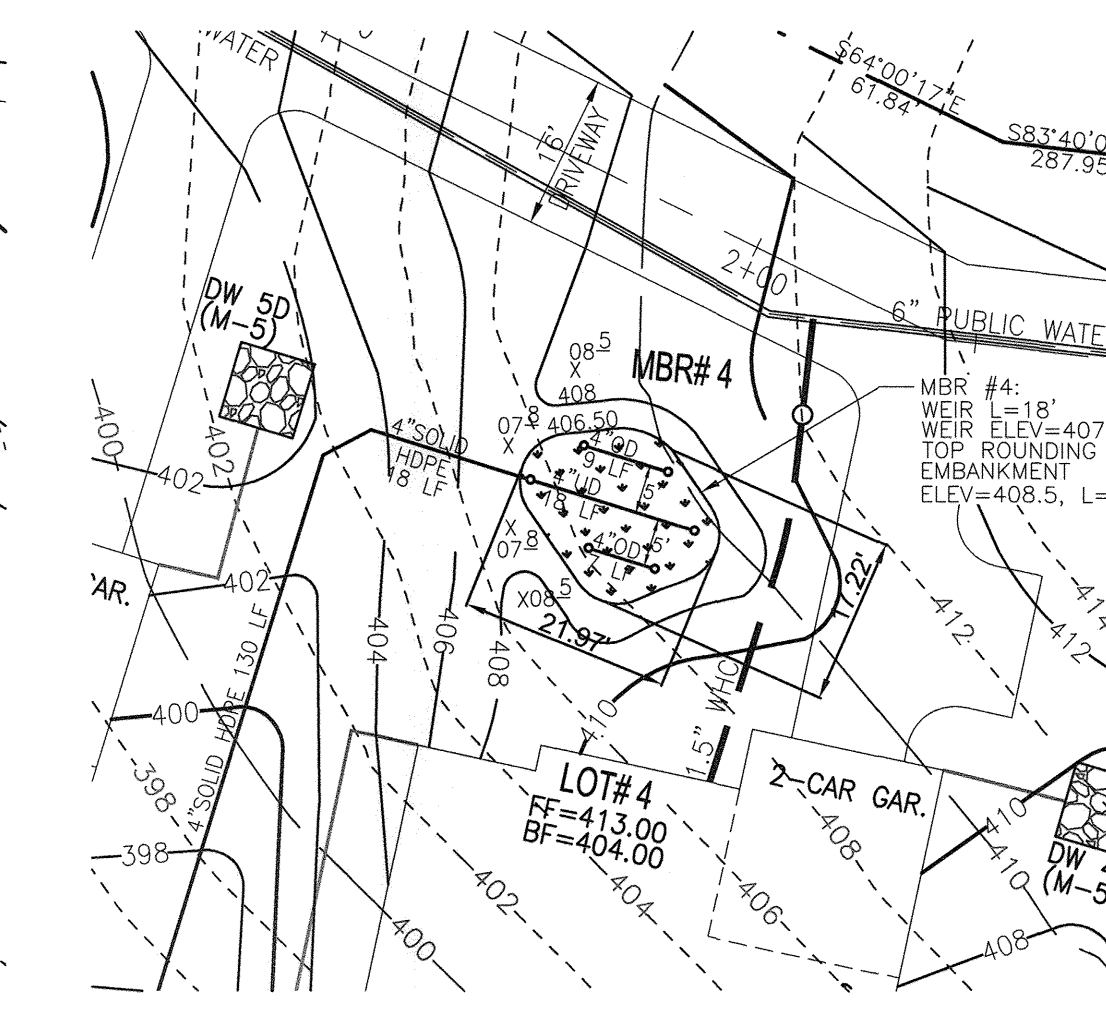 WATER
S64°00'17"E
61.84'
S83°40'0
287.95
16'
DRIVEWAY
2+00
6" PUBLIC WATE
DW 5D
(M-5)
08 5
X
MBR# 4
408
07 8
X
406.50
MBR #4:
WEIR L=18'
WEIR ELEV=407
TOP ROUNDING
EMBANKMENT
ELEV=408.5, L=
4"SOLID
HDPE
18 LF
4"OD
9 LF
5'
4"UD
18 LF
4"OD
7 LF
5'
X
07 8
X08 5
400
402
402
402
AR.
21.97'
17.22'
404
406
408
410
412
412
414
1.5" WHC
4"SOLID HDPE 130 LF
400
398
398
LOT# 4
FF=413.00
BF=404.00
2-CAR GAR.
408
410
410
408
402
404
406
400
DW
(M-5